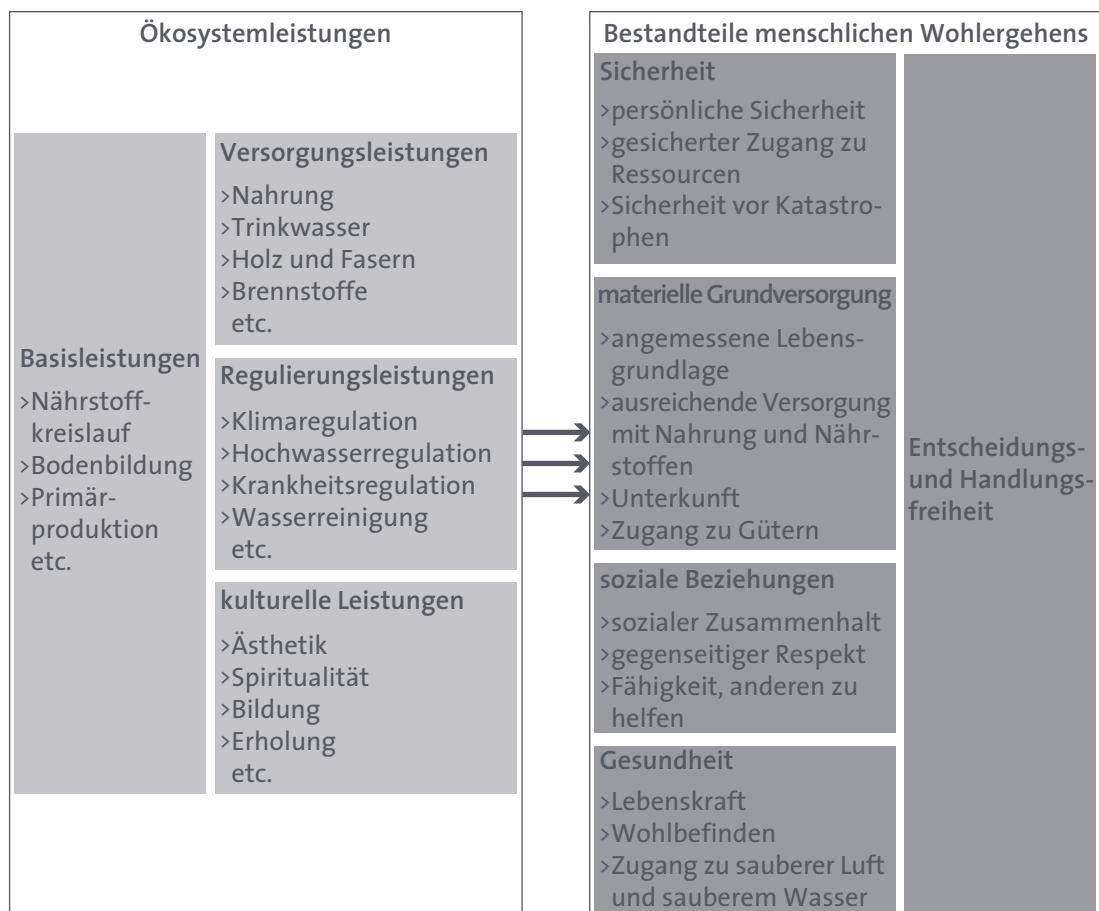 Ökosystemleistungen
Basisleistungen
>Nährstoff-
kreislauf
>Bodenbildung
>Primär-
produktion
etc.
Versorgungsleistungen
>Nahrung
>Trinkwasser
>Holz und Fasern
>Brennstoffe
etc.
Regulierungsleistungen
>Klimaregulation
>Hochwasserregulation
>Krankheitsregulation
>Wasserreinigung
etc.
kulturelle Leistungen
>Ästhetik
>Spiritualität
>Bildung
>Erholung
etc.
Bestandteile menschlichen Wohlergehens
Sicherheit
>persönliche Sicherheit
>gesicherter Zugang zu
Ressourcen
>Sicherheit vor Katastro-
phen
materielle Grundversorgung
>angemessene Lebens-
grundlage
>ausreichende Versorgung
mit Nahrung und Nähr-
stoffen
>Unterkunft
>Zugang zu Gütern
soziale Beziehungen
>sozialer Zusammenhalt
>gegenseitiger Respekt
>Fähigkeit, anderen zu
helfen
Gesundheit
>Lebenskraft
>Wohlbefinden
>Zugang zu sauberer Luft
und sauberem Wasser
Entscheidungs-
und Handlungs-
freiheit